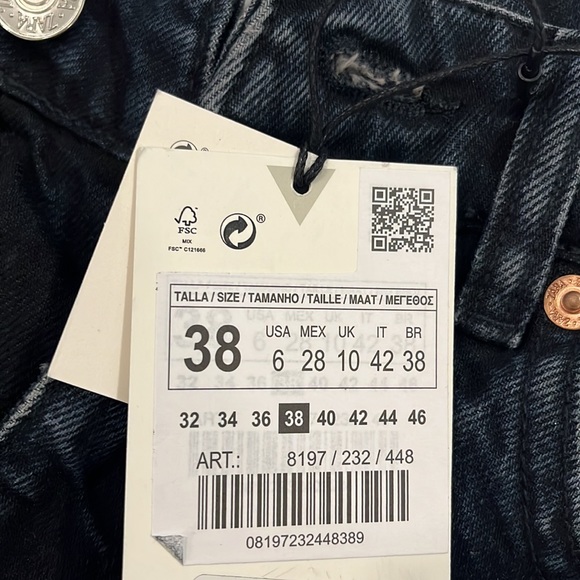 ZARA
FSC
MIX
FSC™ C121666
®
TALLA / SIZE / TAMANHO / TAILLE / MAAT / ΜΕΓΕΘΟΣ
38
USA MEX UK IT BR
6 28 10 42 38
32 34 36 38 40 42 44 46
ART.: 8197 / 232 / 448
08197232448389